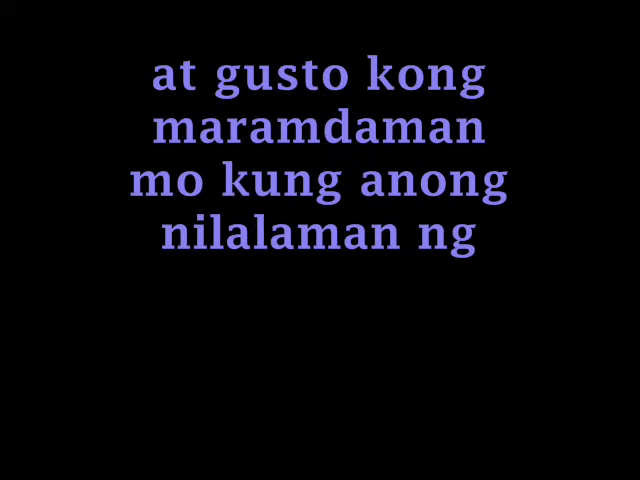 at gusto kong
maramdaman
mo kung anong
nilalaman ng